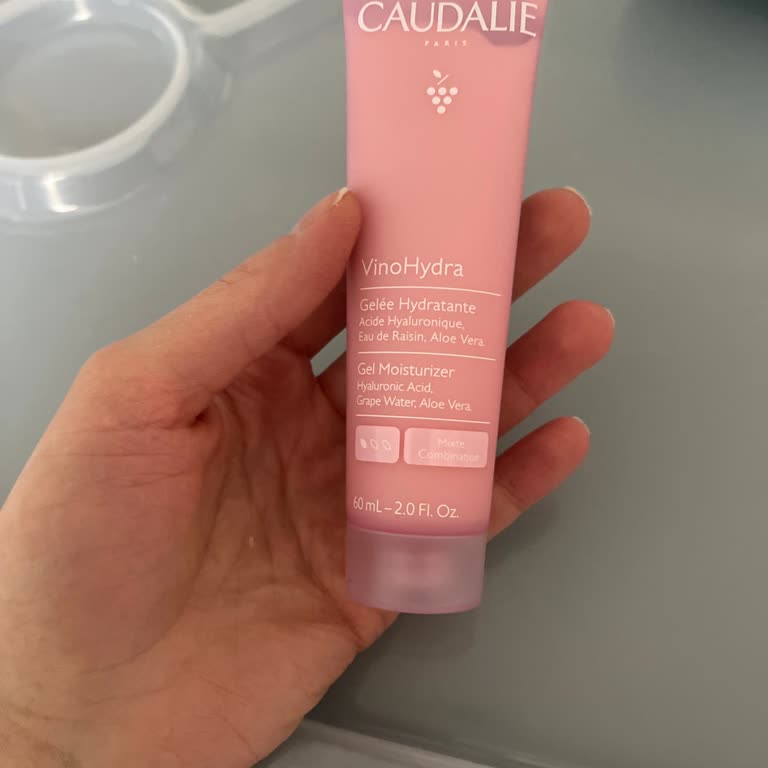 CAUDALIE
PARIS
VinoHydra
Gelée Hydratante
Acide Hyaluronique,
Eau de Raisin, Aloe Vera.
Gel Moisturizer
Hyaluronic Acid,
Grape Water, Aloe Vera.
Mixte
Combination
60 mL – 2.0 Fl. Oz.